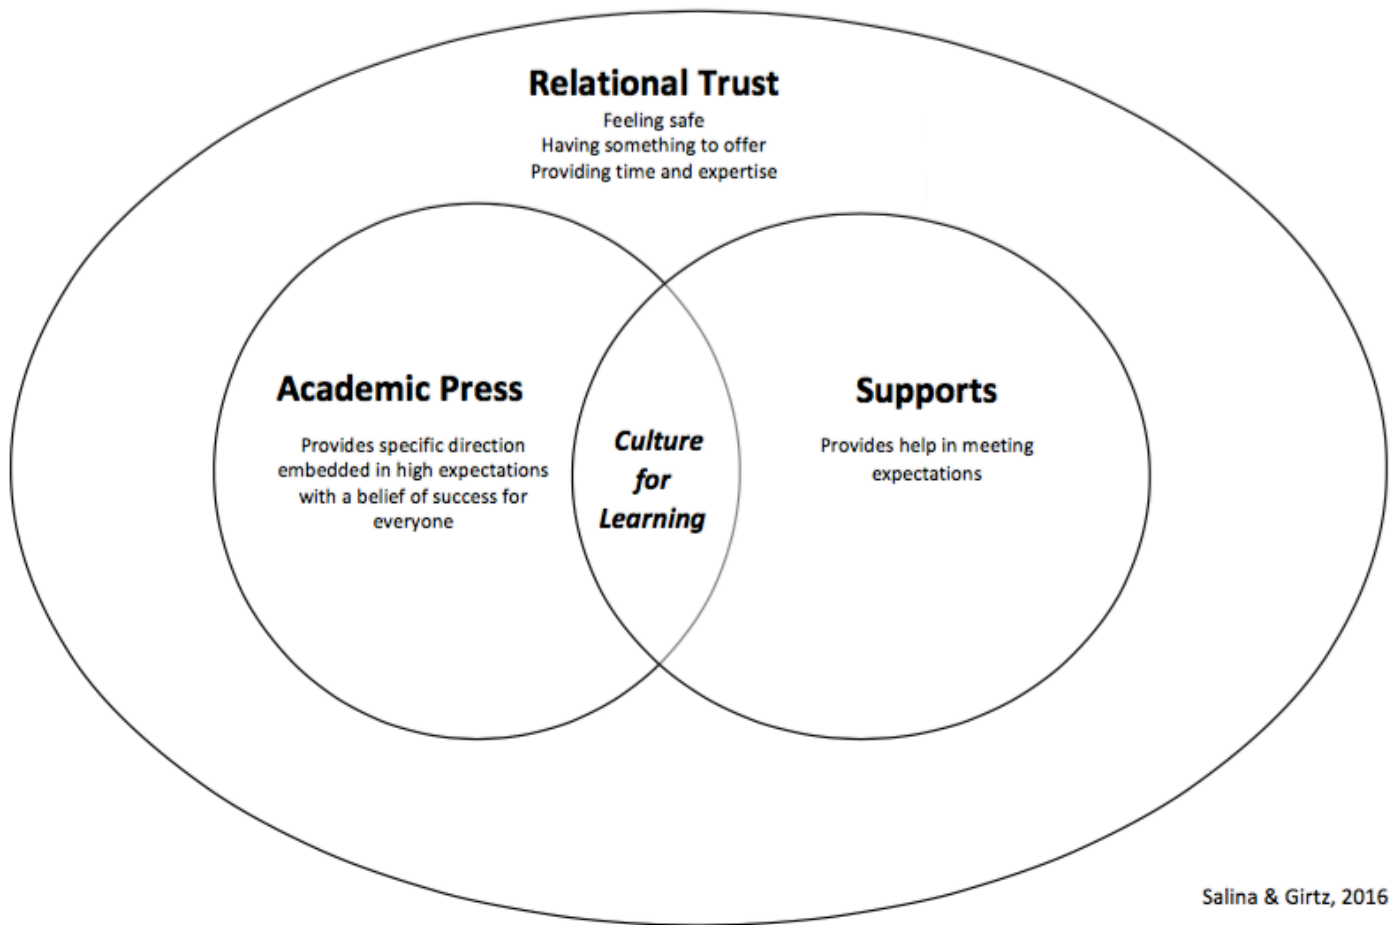 Relational Trust
Feeling safe
Having something to offer
Providing time and expertise
Academic Press
Provides specific direction
embedded in high expectations
with a belief of success for
everyone
Culture
for
Learning
Supports
Provides help in meeting
expectations
Salina & Girtz, 2016